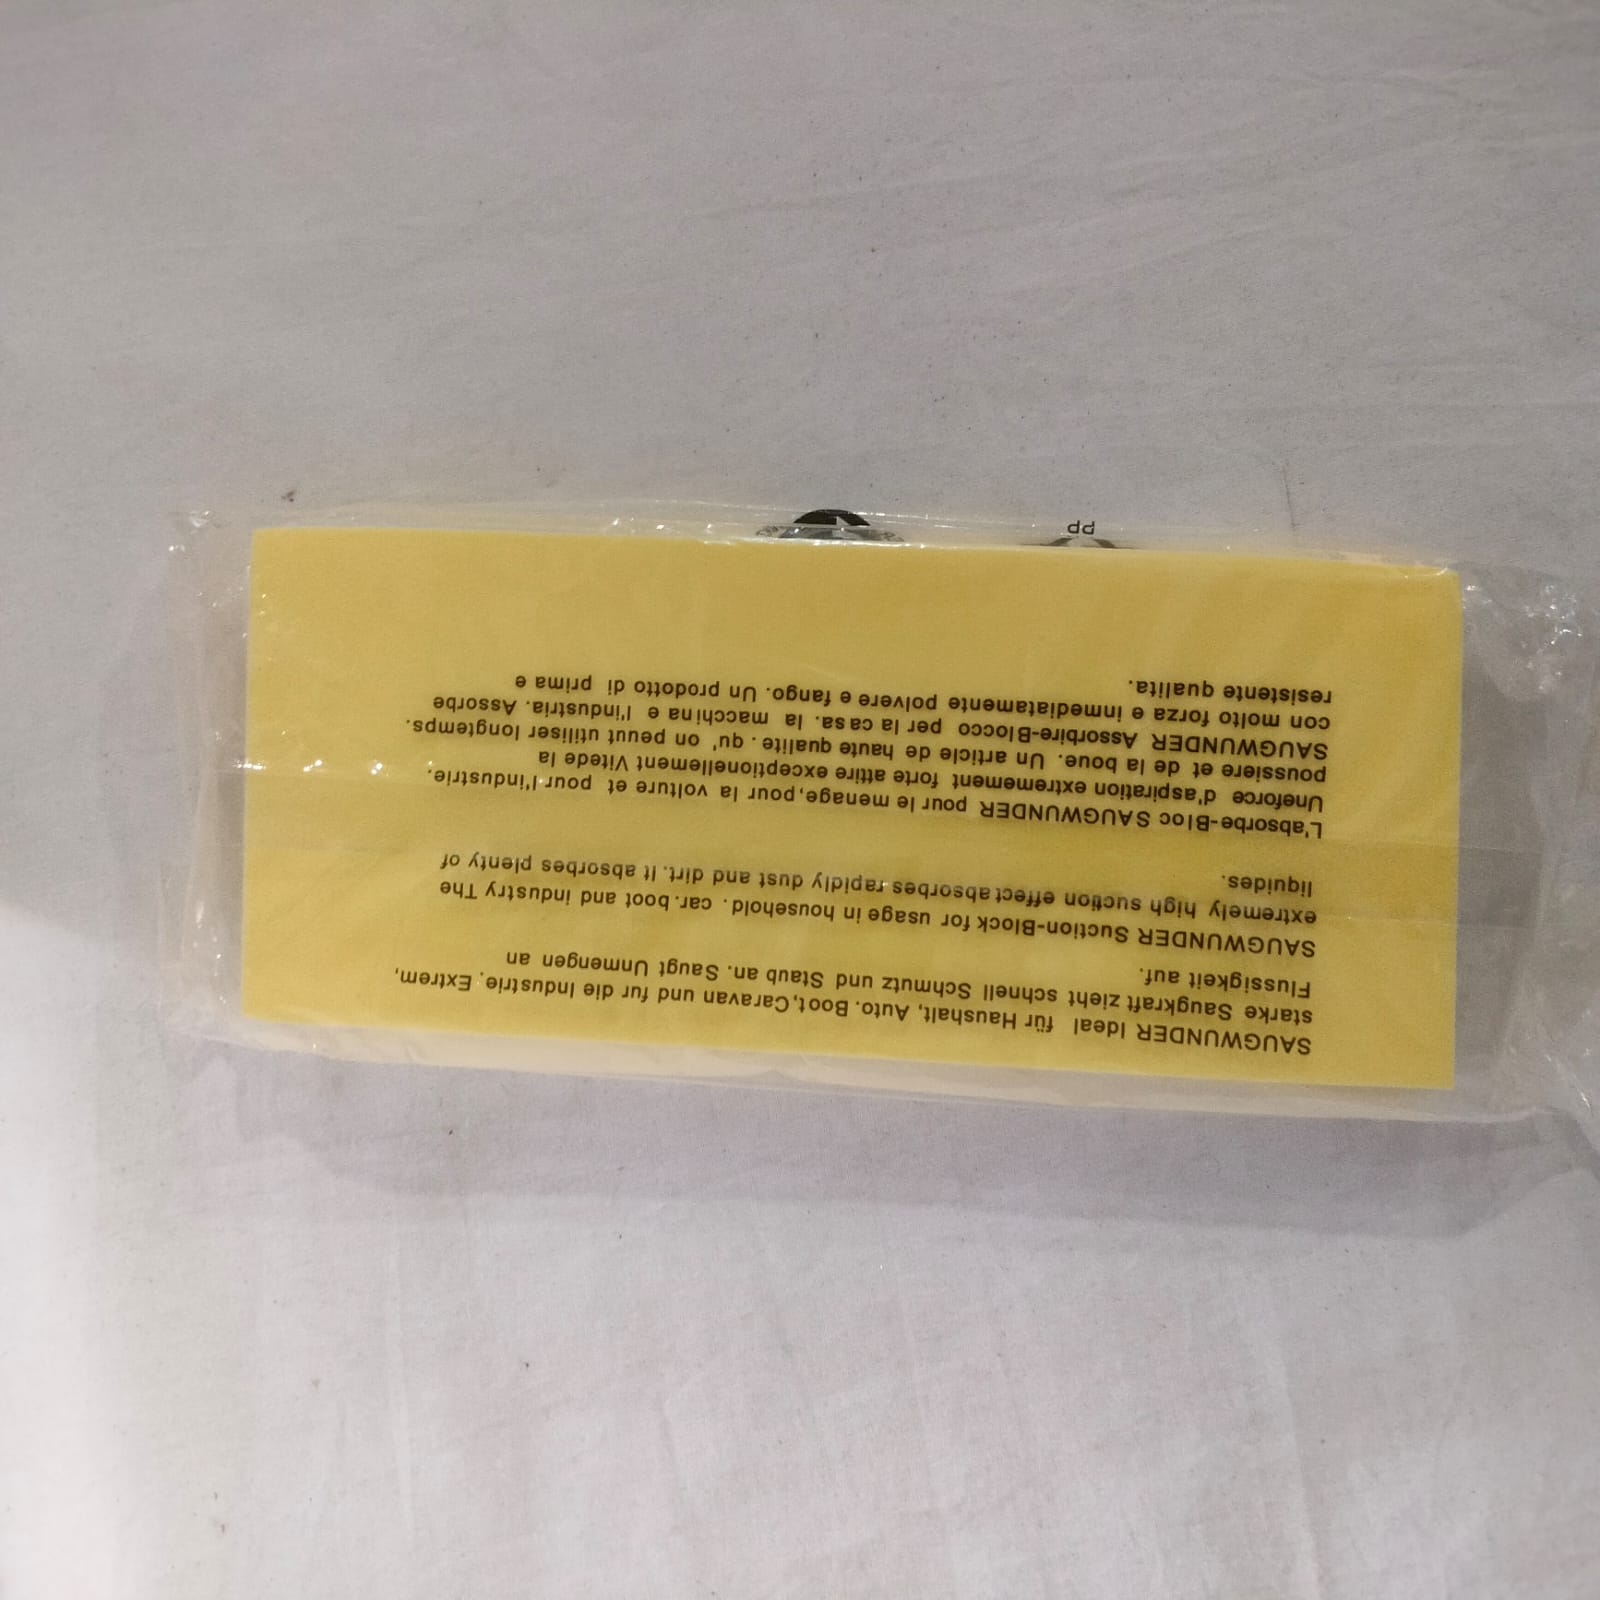 SAUGWUNDER Ideal für Haushalt, Auto. Boot, Caravan und fur die Industrie. Extrem,
starke Saugkraft zieht schnell Schmutz und Staub an. Saugt Unmengen an
Flussigkeit auf.
SAUGWUNDER Suction-Block for usage in household. car. boot and industry The
extremely high suction effect absorbes rapidly dust and dirt. It absorbes plenty of
liquides.
L'absorbe-Bloc SAUGWUNDER pour le menage, pour la volture et pour l'industrie.
Uneforce d'aspiration extremement forte attire exceptionellement Vitede la
poussiere et de la boue. Un article de haute qualite. qu' on peuut utiliser longtemps.
SAUGWUNDER Assorbire-Blocco per la casa. la macchina e l'industria. Assorbe
con molto forza e inmediatamente polvere e fango. Un prodotto di prima e
resistente qualita.
PP